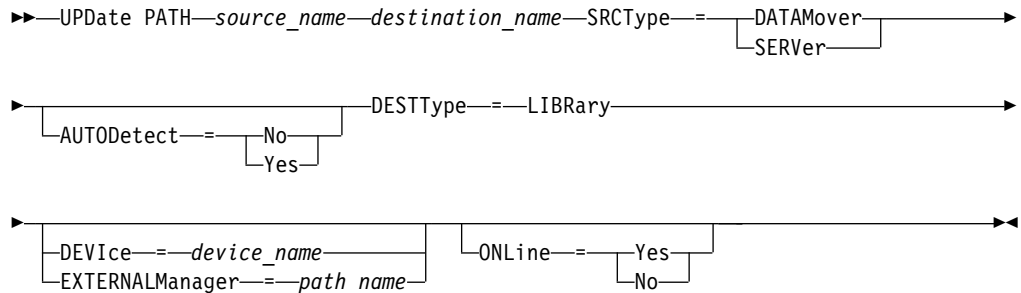 UPDate PATH source_name destination_name SRCType = DATAMover
SERVer
DESTType = LIBRary
AUTODetect = No
Yes
DEVIce = device_name
EXTERNALManager = path name
ONLine = Yes
No